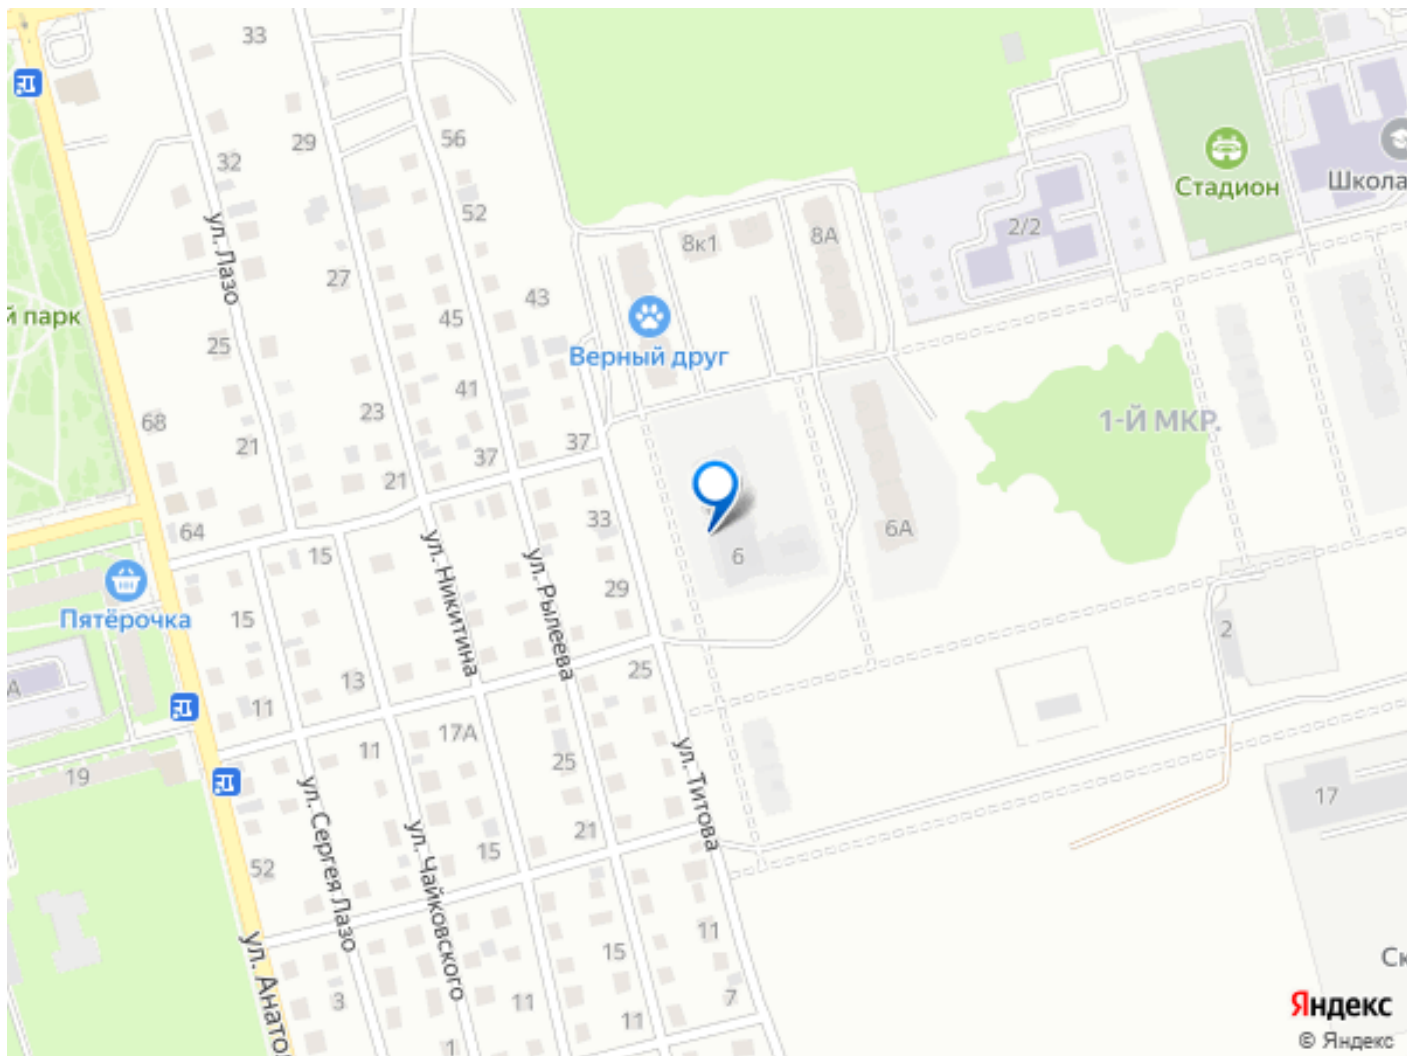 33
56
29
32
52
Стадион
Школа
2/2
8к1
8А
ул. Лазо
27
43
45
й парк
25
Верный друг
41
23
68
21
37
37
1-Й МКР.
21
64
33
6А
6
15
ул. Никитина
ул. Рылеева
29
Пятёрочка
15
2
25
13
А
11
17А
11
25
ул. Титова
19
17
ул. Сергея Лазо
ул. Чайковского
21
15
52
11
15
ул. Анато
Ск
3
11
7
11
1
Яндекс
© Яндекс